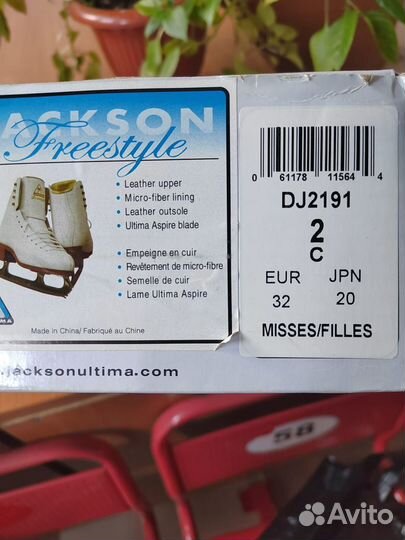 JACKSON
Freestyle
• Leather upper
• Micro-fiber lining
• Leather outsole
• Ultima Aspire blade
• Empeigne en cuir
• Revêtement de micro-fibre
• Semelle de cuir
• Lame Ultima Aspire
Made in China/ Fabriqué au Chine
.jacksonultima.com
0 61178 11564 4
DJ2191
2
C
EUR JPN
32 20
MISSES/FILLES
58
Avito